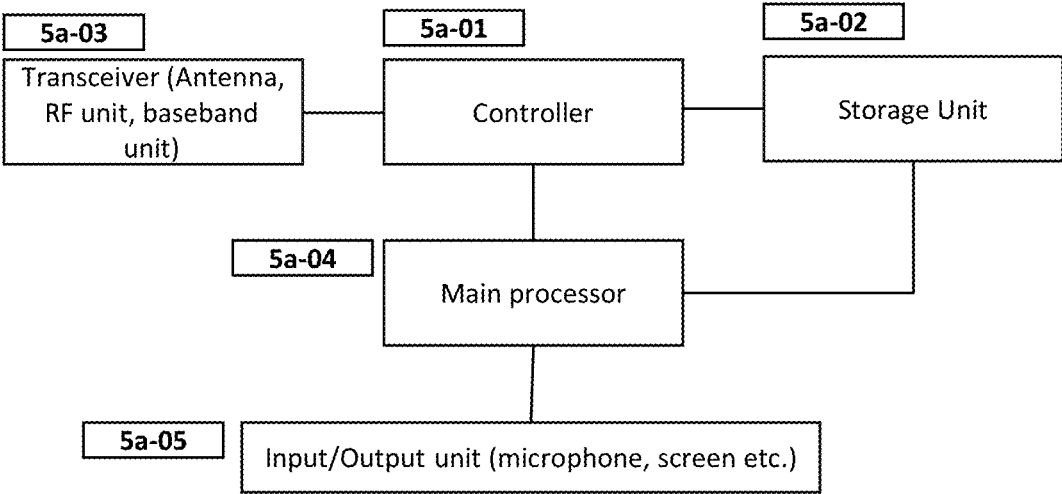 5a-03
Transceiver (Antenna,
RF unit, baseband
unit)
5a-01
Controller
5a-02
Storage Unit
5a-04
Main processor
5a-05
Input/Output unit (microphone, screen etc.)